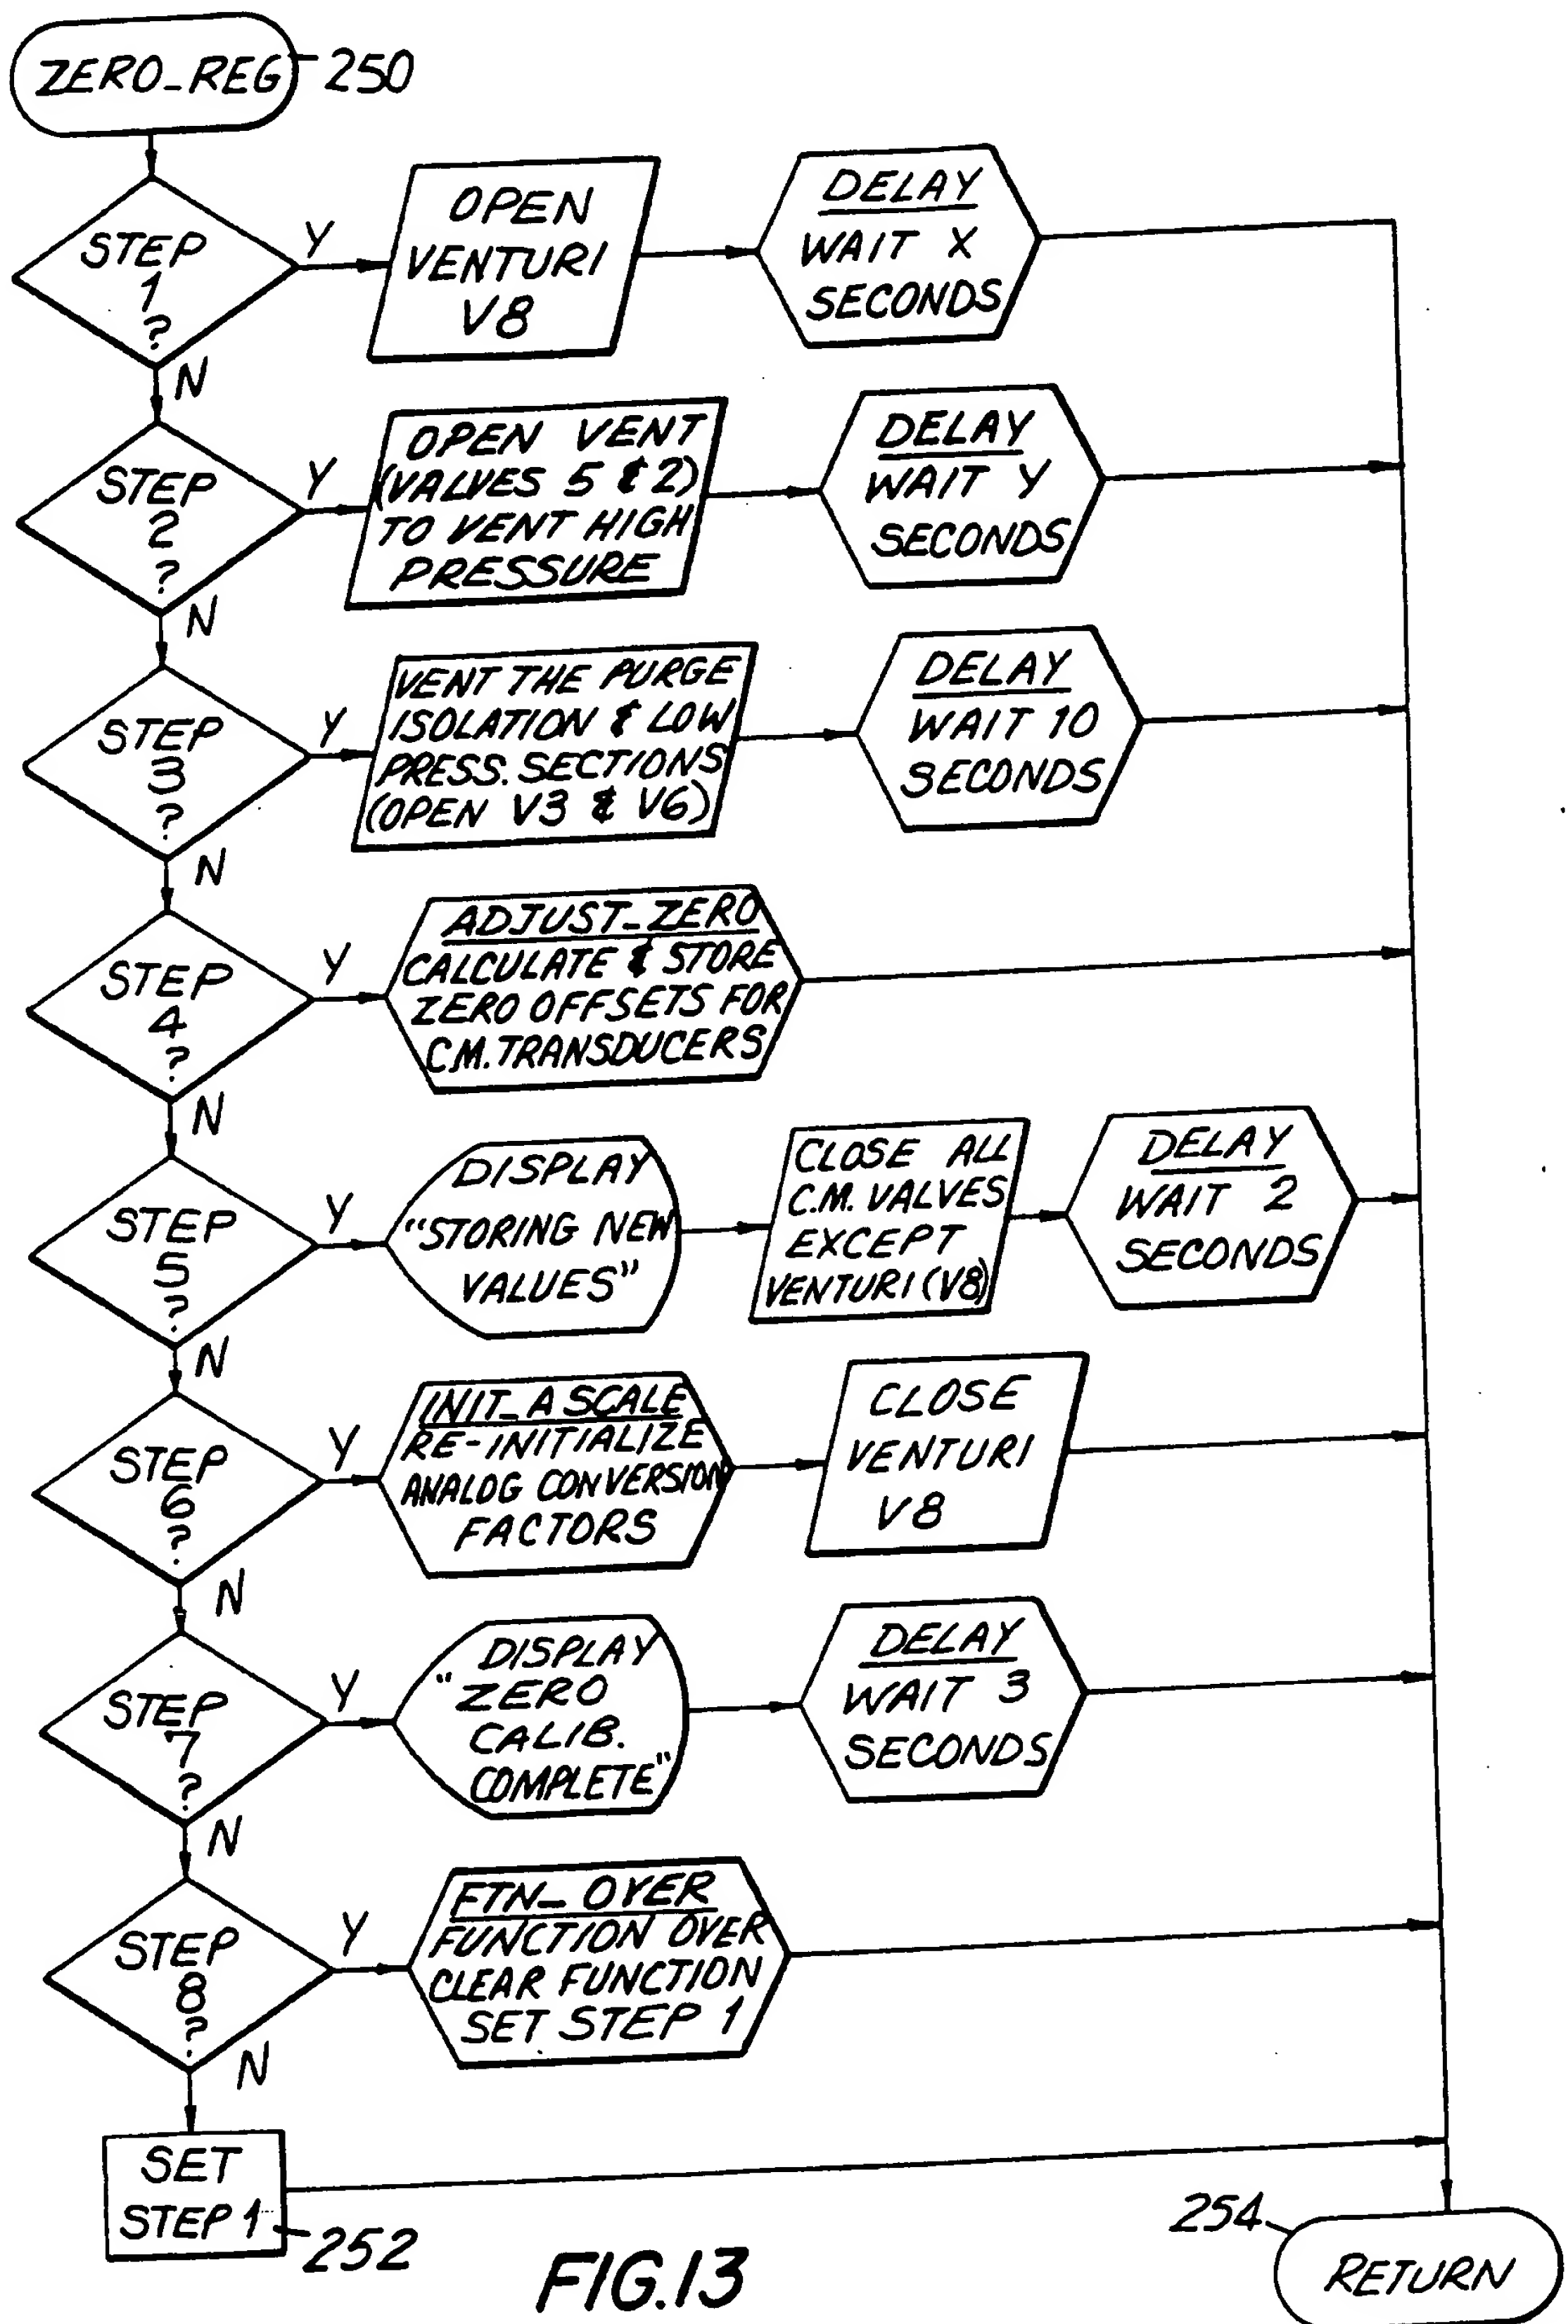 ZERO_REG 250
STEP
1
?
Y
N
OPEN
VENTURI
V8
DELAY
WAIT X
SECONDS
STEP
2
?
Y
N
OPEN VENT
(VALVES 5 & 2)
TO VENT HIGH
PRESSURE
DELAY
WAIT Y
SECONDS
STEP
3
?
Y
N
VENT THE PURGE
ISOLATION & LOW
PRESS. SECTIONS
(OPEN V3 & V6)
DELAY
WAIT 10
SECONDS
STEP
4
?
Y
N
ADJUST_ZERO
CALCULATE & STORE
ZERO OFFSETS FOR
C.M. TRANSDUCERS
STEP
5
?
Y
N
DISPLAY
"STORING NEW
VALUES"
CLOSE ALL
C.M. VALVES
EXCEPT
VENTURI (V8)
DELAY
WAIT 2
SECONDS
STEP
6
?
Y
N
INIT_A SCALE
RE-INITIALIZE
ANALOG CONVERSION
FACTORS
CLOSE
VENTURI
V8
STEP
7
?
Y
N
DISPLAY
"ZERO
CALIB.
COMPLETE"
DELAY
WAIT 3
SECONDS
STEP
8
?
Y
N
FTN_OVER
FUNCTION OVER
CLEAR FUNCTION
SET STEP 1
SET
STEP 1
252
254
RETURN
FIG.13